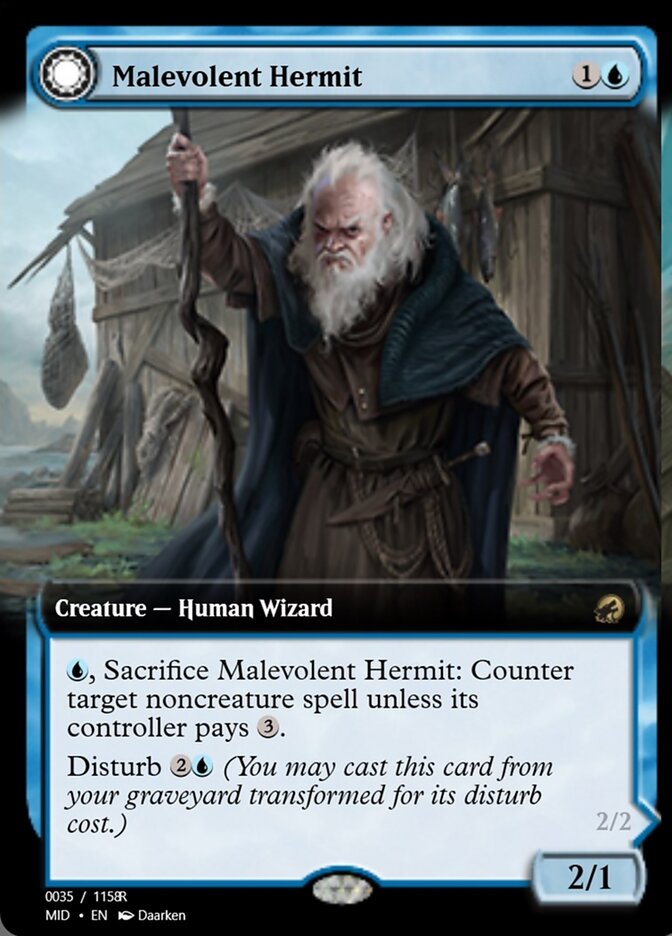 Malevolent Hermit 1
Creature — Human Wizard
, Sacrifice Malevolent Hermit: Counter
target noncreature spell unless its
controller pays 3.
Disturb 2 (You may cast this card from
your graveyard transformed for its disturb
cost.)
2/2
2/1
0035 / 1158R
MID • EN Daarken